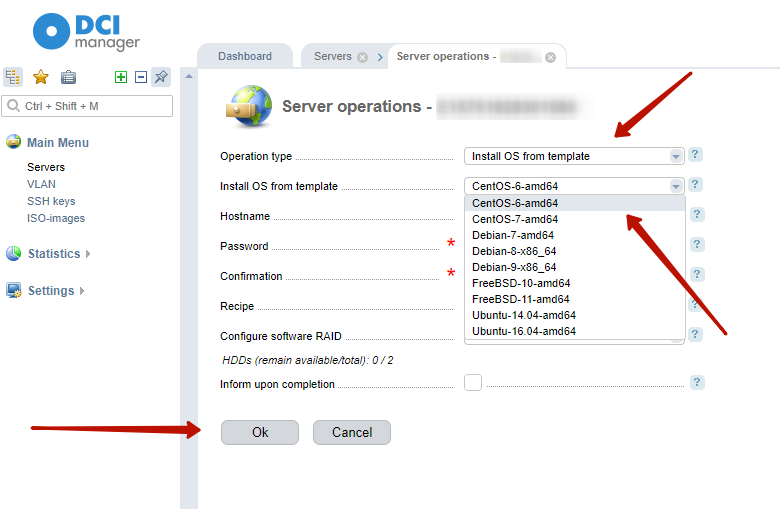 DCI
manager
Dashboard
Servers
Server operations -
Ctrl + Shift + M
Server operations -
Main Menu
Servers
VLAN
SSH keys
ISO-images
Statistics
Settings
Operation type
Install OS from template
?
Install OS from template
CentOS-6-amd64
?
CentOS-6-amd64
CentOS-7-amd64
Debian-7-amd64
Debian-8-x86_64
Debian-9-x86_64
FreeBSD-10-amd64
FreeBSD-11-amd64
Ubuntu-14.04-amd64
Ubuntu-16.04-amd64
Hostname
?
Password
*
?
Confirmation
*
?
Recipe
?
Configure software RAID
?
HDDs (remain available/total): 0 / 2
Inform upon completion
?
Ok
Cancel